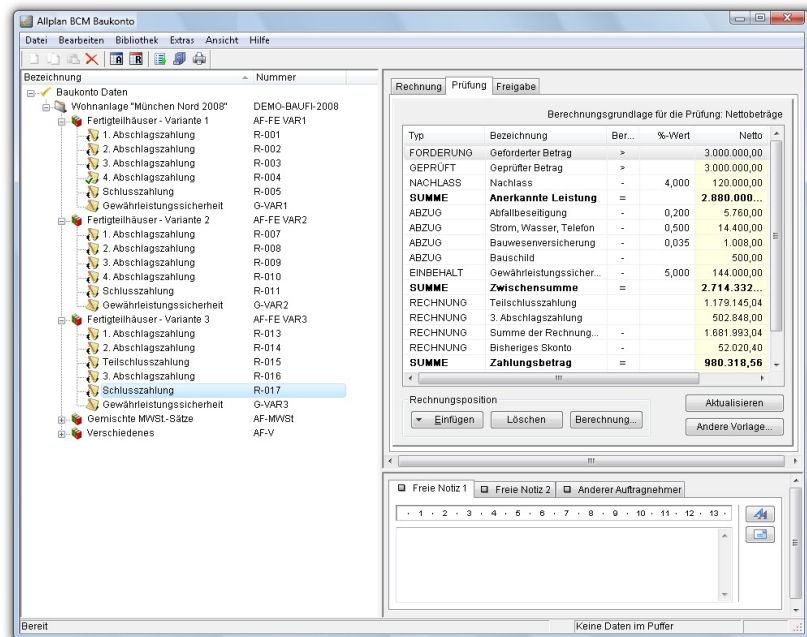 Allplan BCM Baukonto
Datei Bearbeiten Bibliothek Extras Ansicht Hilfe
Bezeichnung Nummer
Baukonto Daten
Wohnanlage "München Nord 2008" DEMO-BAUFI-2008
Fertigteilhäuser - Variante 1 AF-FE VAR1
1. Abschlagszahlung R-001
2. Abschlagszahlung R-002
3. Abschlagszahlung R-003
4. Abschlagszahlung R-004
Schlusszahlung R-005
Gewährleistungssicherheit G-VAR1
Fertigteilhäuser - Variante 2 AF-FE VAR2
1. Abschlagszahlung R-007
2. Abschlagszahlung R-008
3. Abschlagszahlung R-009
4. Abschlagszahlung R-010
Schlusszahlung R-011
Gewährleistungssicherheit G-VAR2
Fertigteilhäuser - Variante 3 AF-FE VAR3
1. Abschlagszahlung R-013
2. Abschlagszahlung R-014
Teilschlusszahlung R-015
3. Abschlagszahlung R-016
Schlusszahlung R-017
Gewährleistungssicherheit G-VAR3
Gemischte MWSt.-Sätze AF-MWSt
Verschiedenes AF-V
Rechnung Prüfung Freigabe
Berechnungsgrundlage für die Prüfung: Nettobeträge
Typ Bezeichnung Ber... %-Wert Netto
FORDERUNG Geforderter Betrag > 3.000.000,00
GEPRÜFT Geprüfter Betrag > 3.000.000,00
NACHLASS Nachlass - 4,000 120.000,00
SUMME Anerkannte Leistung = 2.880.000...
ABZUG Abfallbeseitigung - 0,200 5.760,00
ABZUG Strom, Wasser, Telefon - 0,500 14.400,00
ABZUG Bauwesenversicherung - 0,035 1.008,00
ABZUG Bauschild - 500,00
EINBEHALT Gewährleistungssicher... - 5,000 144.000,00
SUMME Zwischensumme = 2.714.332...
RECHNUNG Teilschlusszahlung 1.179.145,04
RECHNUNG 3. Abschlagszahlung 502.848,00
RECHNUNG Summe der Rechnung... - 1.681.993,04
RECHNUNG Bisheriges Skonto - 52.020,40
SUMME Zahlungsbetrag = 980.318,56
Rechnungsposition
Einfügen Löschen Berechnung...
Aktualisieren
Andere Vorlage...
Freie Notiz 1 Freie Notiz 2 Anderer Auftragnehmer
· 1 · 2 · 3 · 4 · 5 · 6 · 7 · 8 · 9 · 10 · 11 · 12 · 13 ·
Bereit Keine Daten im Puffer